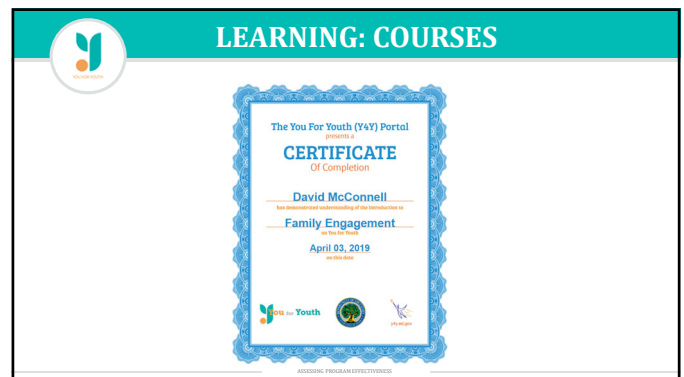 LEARNING: COURSES
YOU FOR YOUTH
The You For Youth (Y4Y) Portal
presents a
CERTIFICATE
Of Completion
David McConnell
has demonstrated understanding of the Introduction to
Family Engagement
on You for Youth
April 03, 2019
on this date
You for Youth
y4y.ed.gov
ASSESSING PROGRAM EFFECTIVENESS